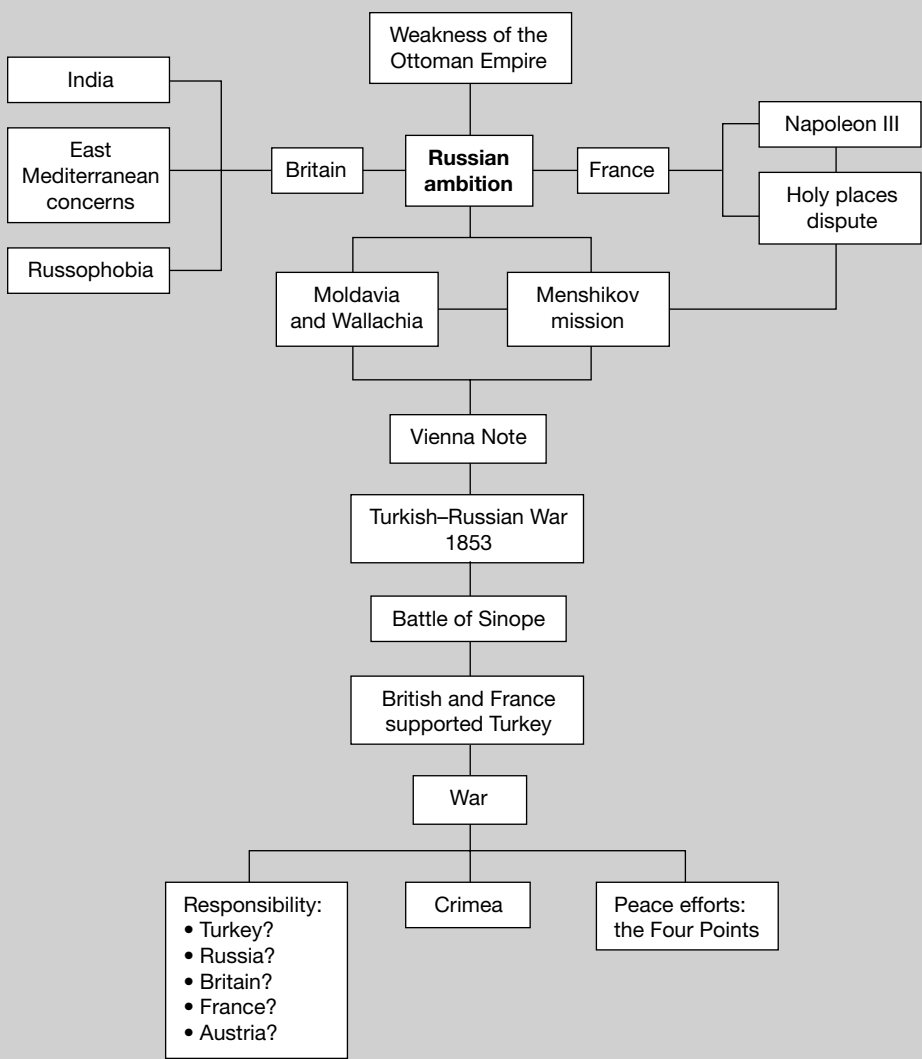 Weakness of the
Ottoman Empire
India
East
Mediterranean
concerns
Russophobia
Britain
Russian
ambition
France
Napoleon III
Holy places
dispute
Moldavia
and Wallachia
Menshikov
mission
Vienna Note
Turkish–Russian War
1853
Battle of Sinope
British and France
supported Turkey
War
Responsibility:
• Turkey?
• Russia?
• Britain?
• France?
• Austria?
Crimea
Peace efforts:
the Four Points